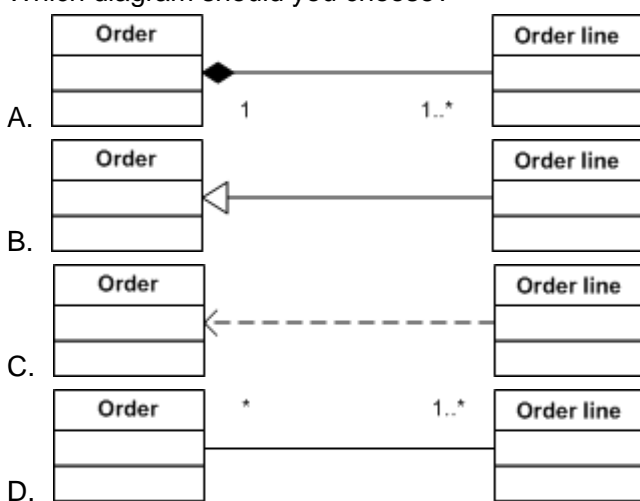 Which diagram should you choose?
Order Order line
A. 1 1..*
Order Order line
B.
Order Order line
C.
Order * 1..* Order line
D.